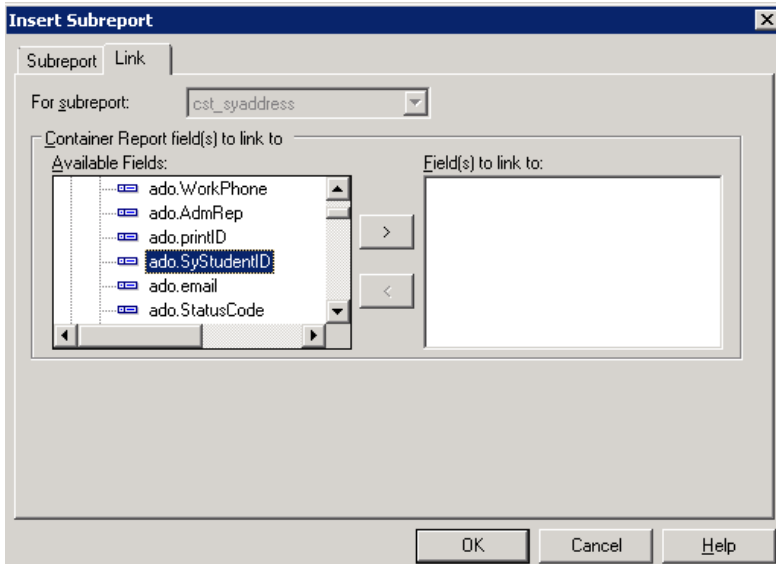 Insert Subreport
Subreport Link
For subreport: cst_syaddress
Container Report field(s) to link to
Available Fields: Field(s) to link to:
ado.WorkPhone
ado.AdmRep
ado.printID
>
ado.SyStudentID
ado.email
<
ado.StatusCode
OK Cancel Help